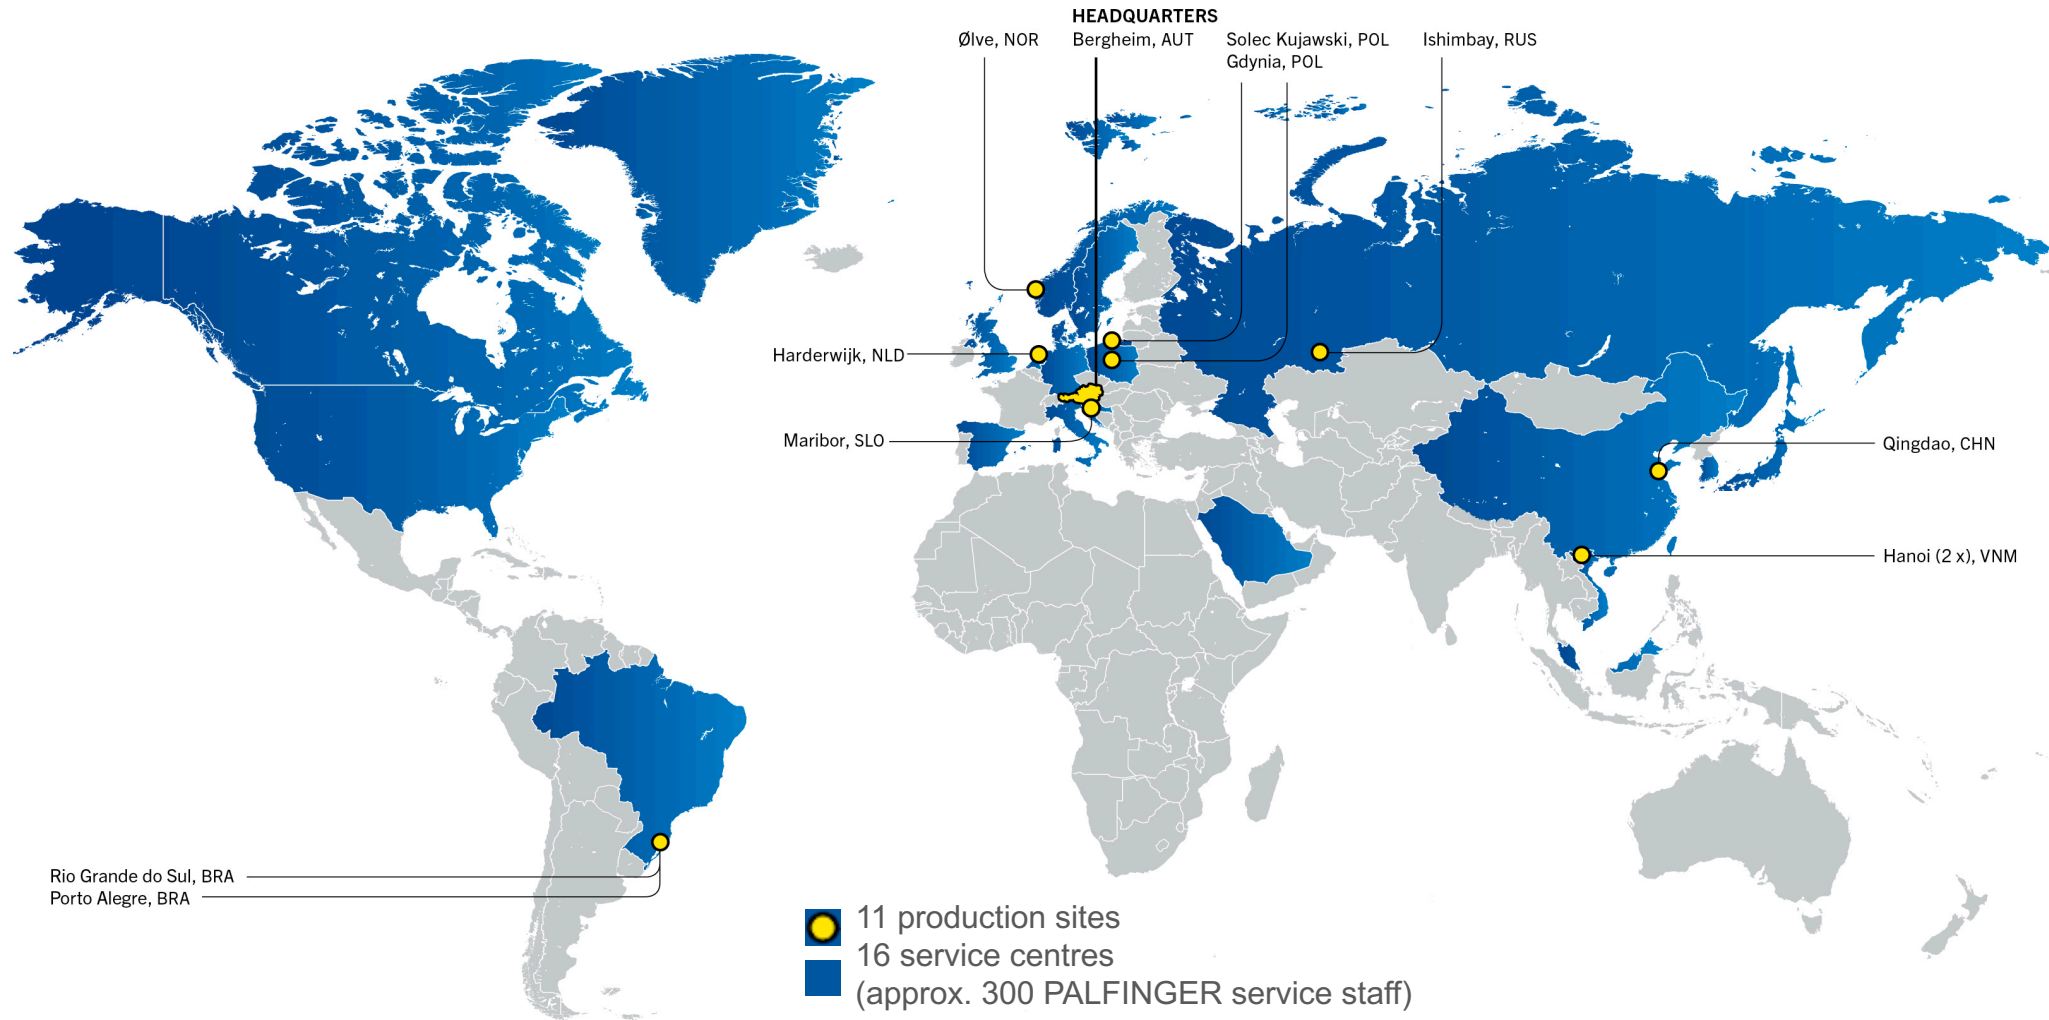 HEADQUARTERS
Ølve, NOR
Bergheim, AUT
Solec Kujawski, POL
Gdynia, POL
Ishimbay, RUS
Harderwijk, NLD
Maribor, SLO
Qingdao, CHN
Hanoi (2 x), VNM
Rio Grande do Sul, BRA
Porto Alegre, BRA
11 production sites
16 service centres
(approx. 300 PALFINGER service staff)